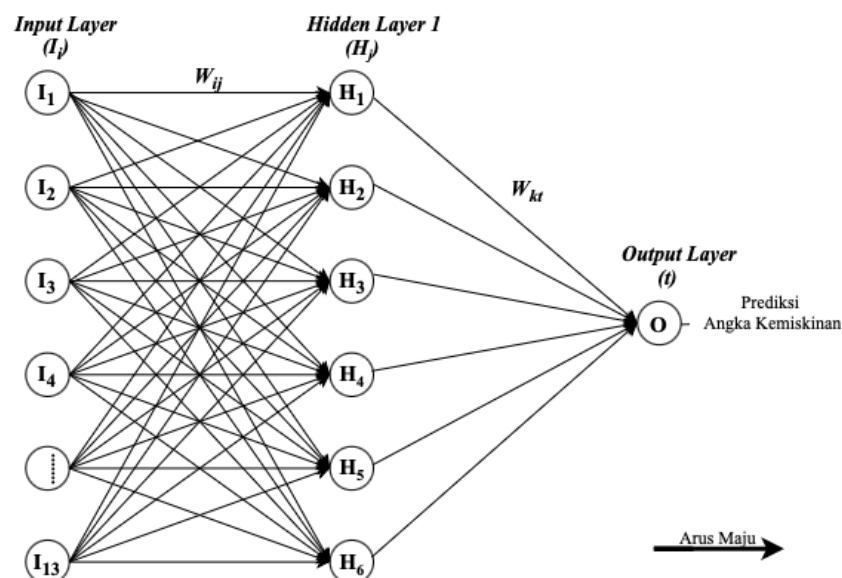 Input Layer
(Ii)
Hidden Layer 1
(Hj)
Wij
I1
H1
I2
H2
Wkt
I3
H3
Output Layer
(t)
O
Prediksi
Angka Kemiskinan
I4
H4
H5
I13
H6
Arus Maju